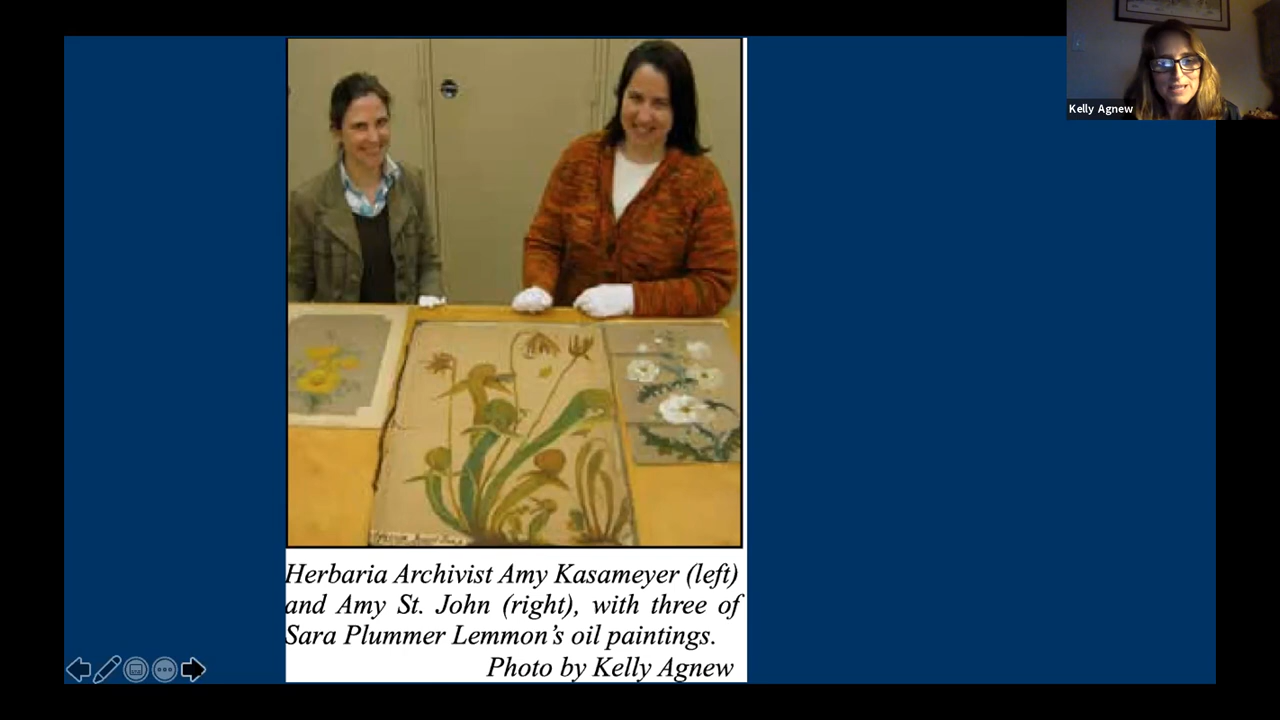 Kelly Agnew
Herbaria Archivist Amy Kasameyer (left)
and Amy St. John (right), with three of
Sara Plummer Lemmon's oil paintings.
Photo by Kelly Agnew